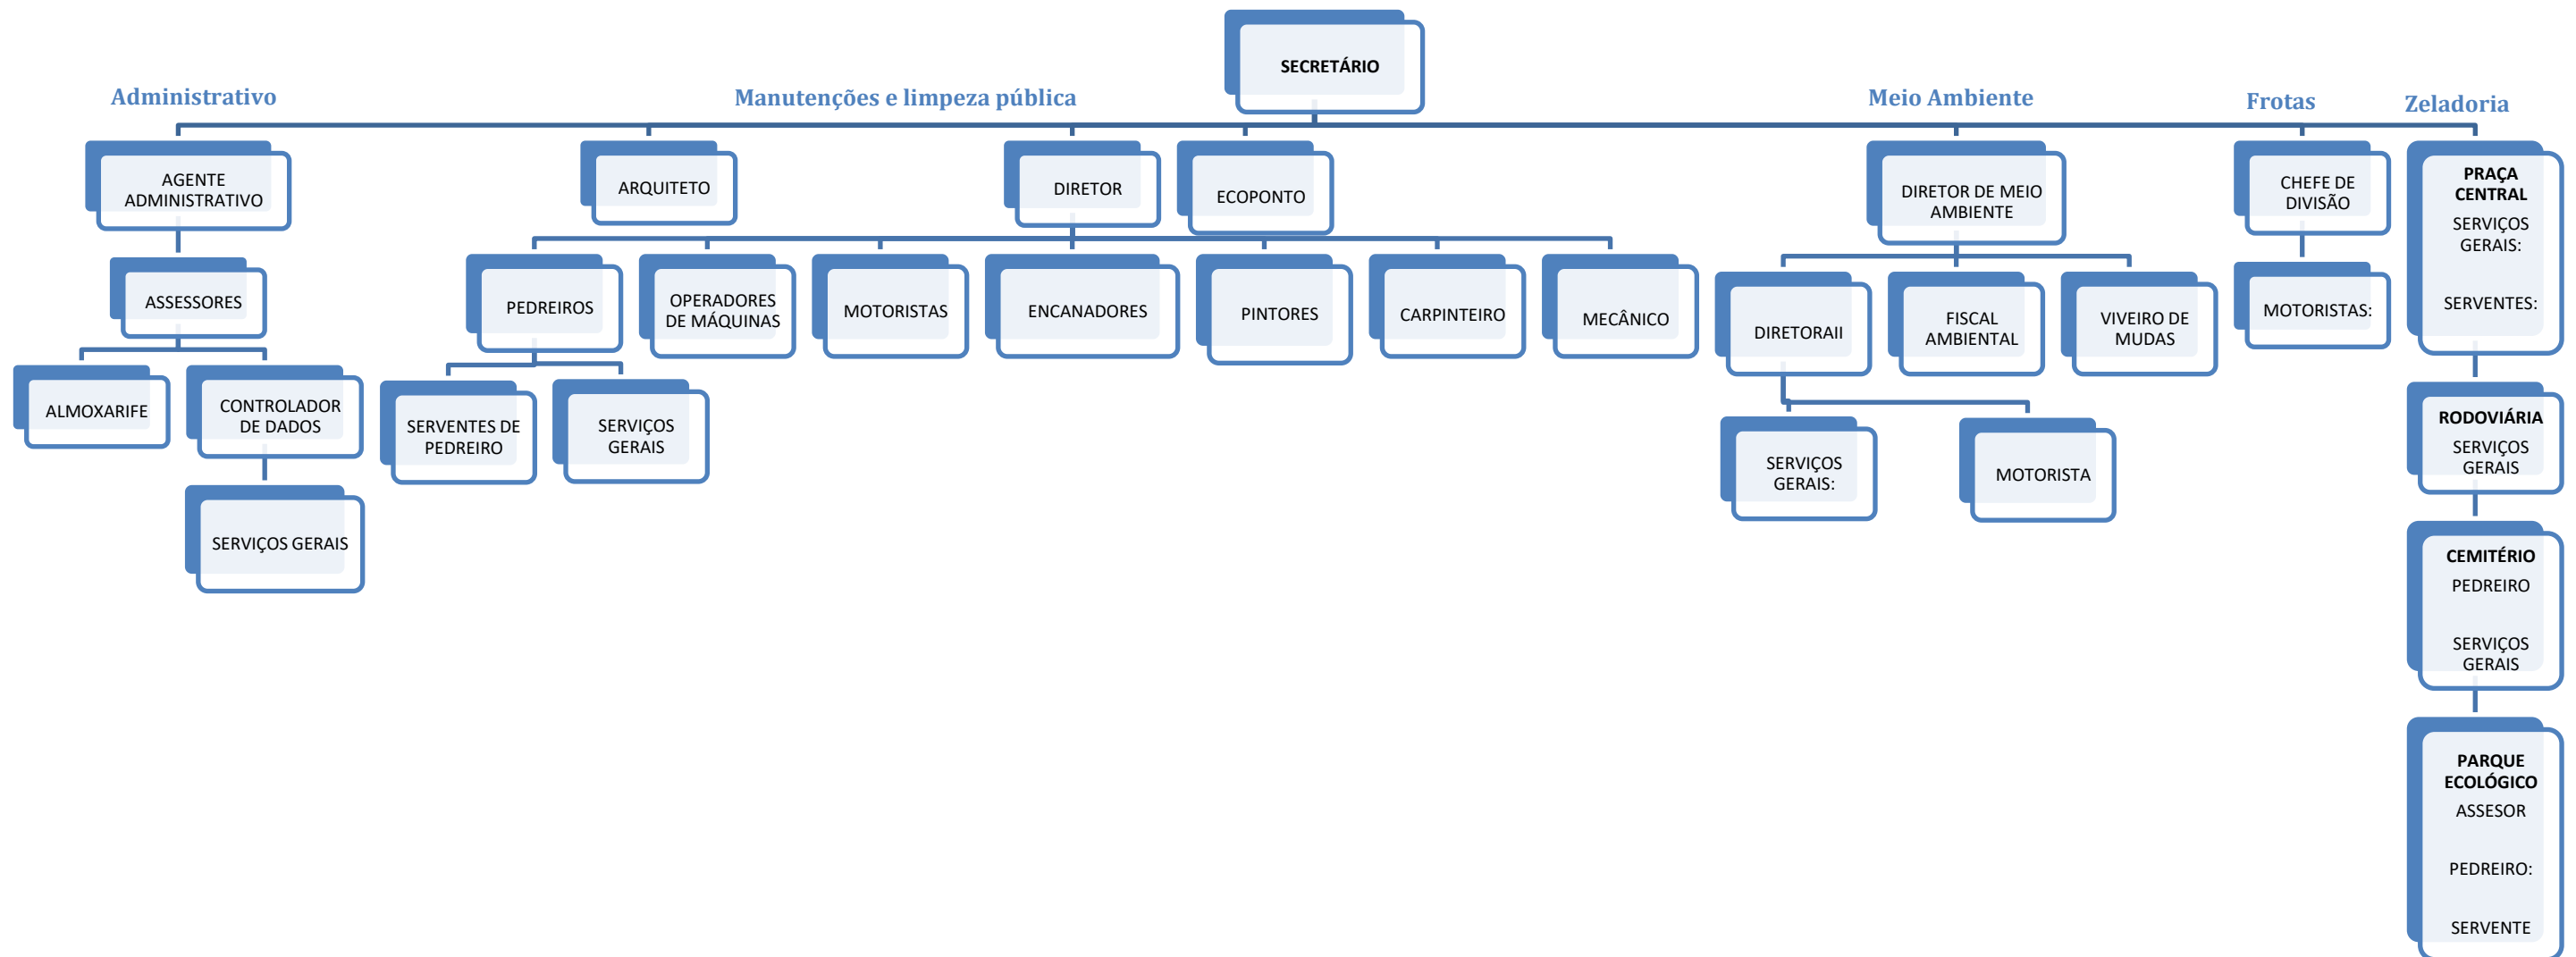 SECRETÁRIO
Administrativo
Manutenções e limpeza pública
Meio Ambiente
Frotas
Zeladoria
AGENTE
ADMINISTRATIVO
ARQUITETO
DIRETOR
ECOPONTO
DIRETOR DE MEIO
AMBIENTE
CHEFE DE
DIVISÃO
PRAÇA
CENTRAL
SERVIÇOS
GERAIS:
SERVENTES:
ASSESSORES
PEDREIROS
OPERADORES
DE MÁQUINAS
MOTORISTAS
ENCANADORES
PINTORES
CARPINTEIRO
MECÂNICO
DIRETORAII
FISCAL
AMBIENTAL
VIVEIRO DE
MUDAS
MOTORISTAS:
ALMOXARIFE
CONTROLADOR
DE DADOS
SERVENTES DE
PEDREIRO
SERVIÇOS
GERAIS
SERVIÇOS
GERAIS:
MOTORISTA
RODOVIÁRIA
SERVIÇOS
GERAIS
SERVIÇOS GERAIS
CEMITÉRIO
PEDREIRO
SERVIÇOS
GERAIS
PARQUE
ECOLÓGICO
ASSESOR
PEDREIRO:
SERVENTE